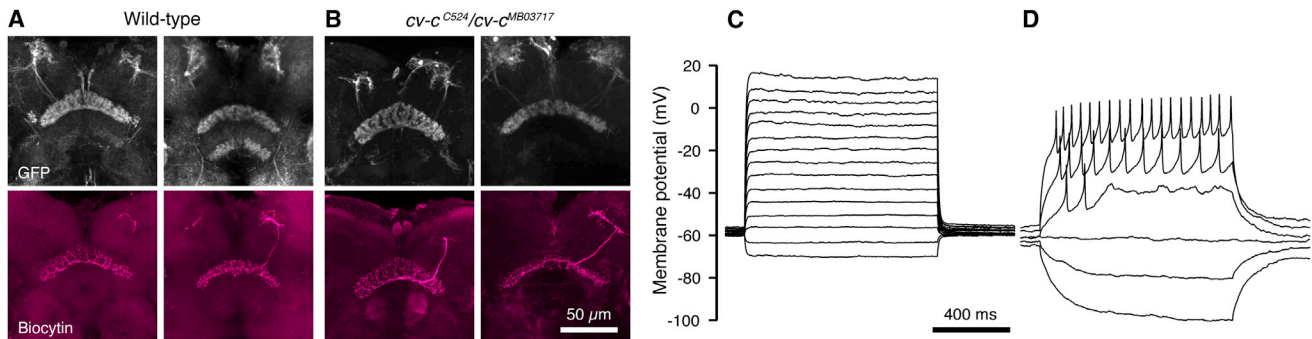 A Wild-type B cv-c^C524/cv-c^MB03717 C D
GFP
Biocytin
50 µm
Membrane potential (mV)
20
0
-20
-40
-60
-80
-100
400 ms